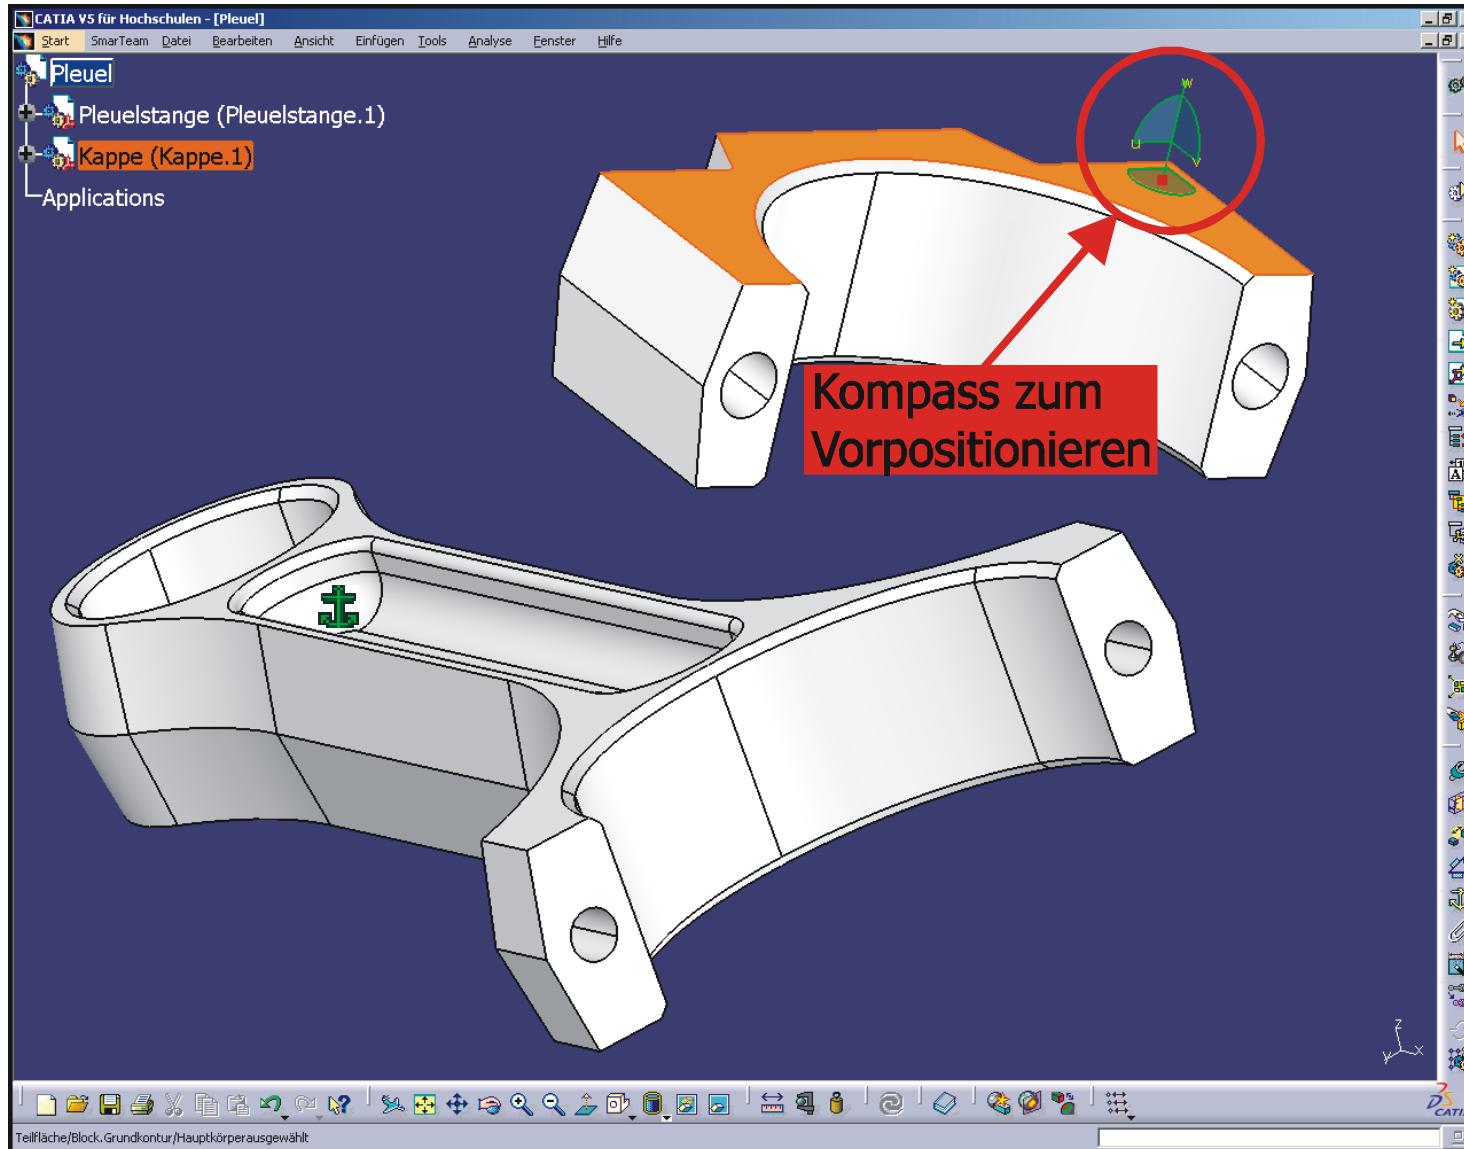 CATIA V5 für Hochschulen - [Pleuel]
Start SmarTeam Datei Bearbeiten Ansicht Einfügen Tools Analyse Fenster Hilfe
Pleuel
Pleuelstange (Pleuelstange.1)
Kappe (Kappe.1)
Applications
w
u
v
Kompass zum
Vorpositionieren
z
y x
CATIA
Teilfläche/Block.Grundkontur/Hauptkörperausgewählt